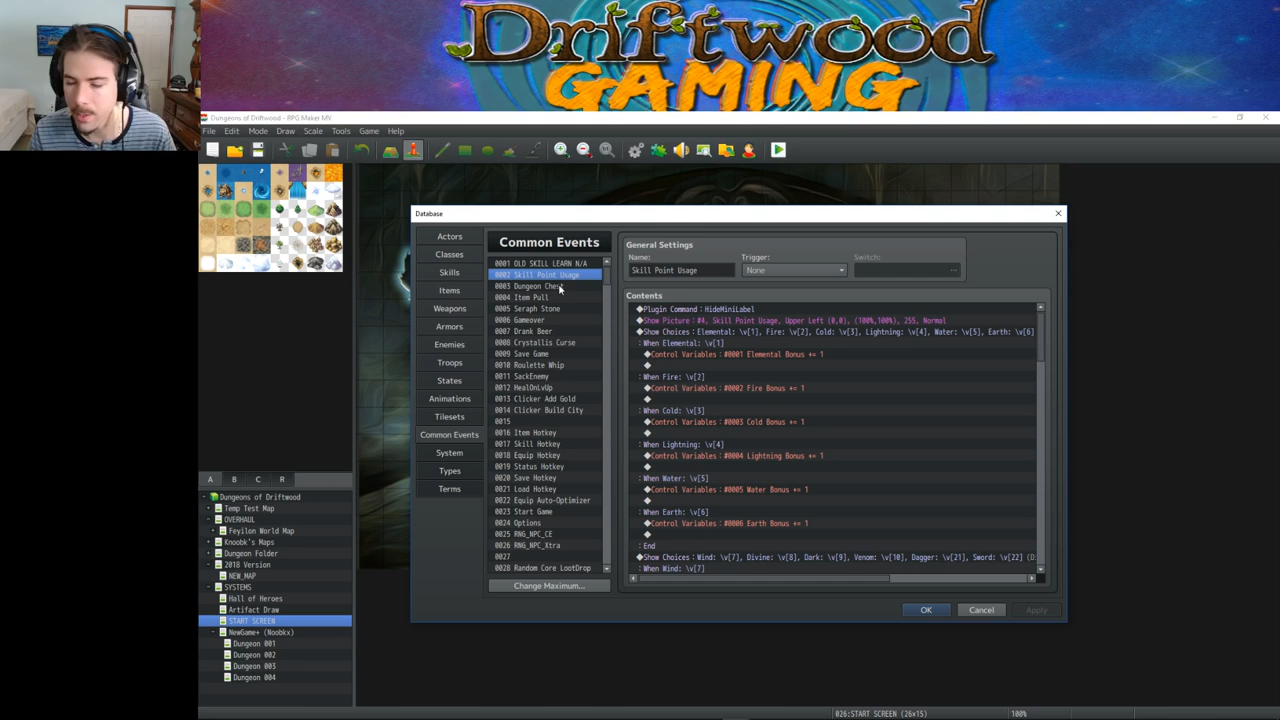 Driftwood
GAMING
Dungeons of Driftwood - RPG Maker MV
File Edit Mode Draw Scale Tools Game Help
Database
Actors
Classes
Skills
Items
Weapons
Armors
Enemies
Troops
States
Animations
Tilesets
Common Events
System
Types
Terms
Common Events
0001 OLD SKILL LEARN N/A
0002 Skill Point Usage
0003 Dungeon Chest
0004 Item Pull
0005 Seraph Stone
0006 Gameover
0007 Drank Beer
0008 Crystallis Curse
0009 Save Game
0010 Roulette Whip
0011 SackEnemy
0012 HealOnLvUp
0013 Clicker Add Gold
0014 Clicker Build City
0015
0016 Item Hotkey
0017 Skill Hotkey
0018 Equip Hotkey
0019 Status Hotkey
0020 Save Hotkey
0021 Load Hotkey
0022 Equip Auto-Optimizer
0023 Start Game
0024 Options
0025 RNG_NPC_CE
0026 RNG_NPC_Xtra
0027
0028 Random Core LootDrop
Change Maximum...
General Settings
Name: Trigger: Switch:
Skill Point Usage None ...
Contents
◆Plugin Command：HideMiniLabel
◆Show Picture：#4, Skill Point Usage, Upper Left (0,0), (100%,100%), 255, Normal
◆Show Choices：Elemental: \v[1], Fire: \v[2], Cold: \v[3], Lightning: \v[4], Water: \v[5], Earth: \v[6]
：When Elemental: \v[1]
◆Control Variables：#0001 Elemental Bonus += 1
◆
：When Fire: \v[2]
◆Control Variables：#0002 Fire Bonus += 1
◆
：When Cold: \v[3]
◆Control Variables：#0003 Cold Bonus += 1
◆
：When Lightning: \v[4]
◆Control Variables：#0004 Lightning Bonus += 1
◆
：When Water: \v[5]
◆Control Variables：#0005 Water Bonus += 1
◆
：When Earth: \v[6]
◆Control Variables：#0006 Earth Bonus += 1
◆
：End
◆Show Choices：Wind: \v[7], Divine: \v[8], Dark: \v[9], Venom: \v[10], Dagger: \v[21], Sword: \v[22] (D
：When Wind: \v[7]
OK Cancel Apply
A B C R
Dungeons of Driftwood
Temp Test Map
OVERHAUL
Feyilon World Map
Knoobk's Maps
Dungeon Folder
2018 Version
NEW_MAP
SYSTEMS
Hall of Heroes
Artifact Draw
START SCREEN
NewGame+ (Noobkx)
Dungeon 001
Dungeon 002
Dungeon 003
Dungeon 004
026:START SCREEN (26x15) 100%